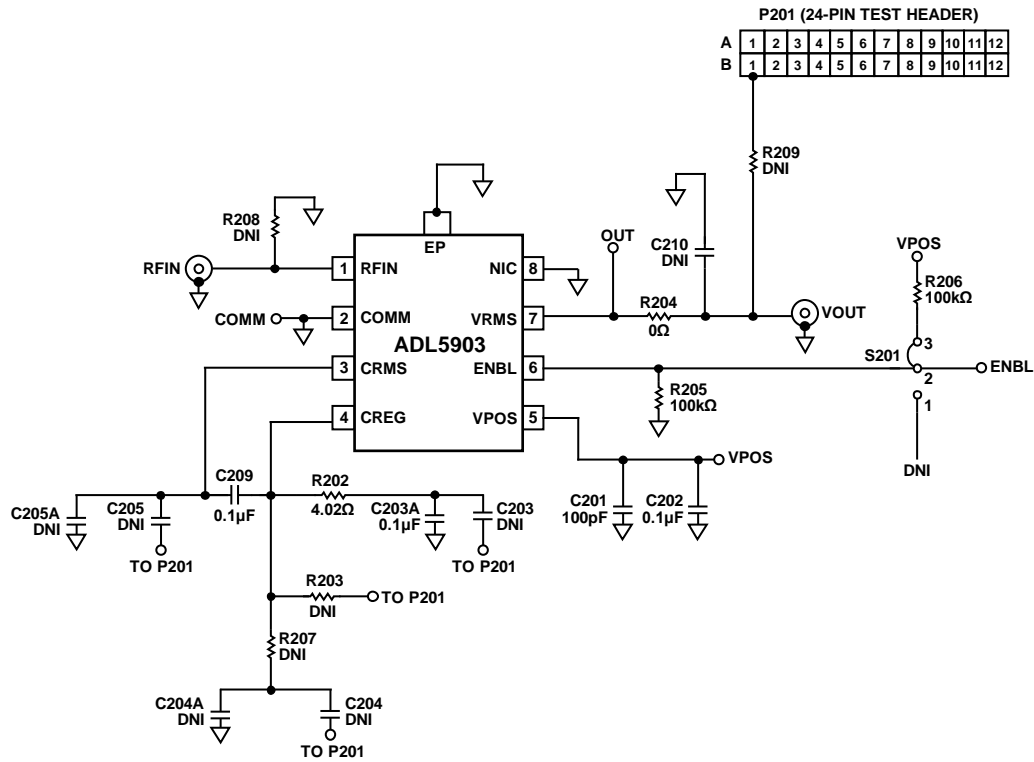 P201 (24-PIN TEST HEADER)
A 1 2 3 4 5 6 7 8 9 10 11 12
B 1 2 3 4 5 6 7 8 9 10 11 12
R209
DNI
R208
DNI
EP
OUT
C210
DNI
VPOS
R206
100kΩ
RFIN
1 RFIN
NIC 8
COMM
2 COMM
VRMS 7
R204
0Ω
VOUT
ADL5903
3 CRMS
ENBL 6
S201
3
2
1
ENBL
R205
100kΩ
4 CREG
VPOS 5
DNI
VPOS
C209
0.1µF
R202
4.02Ω
C205A
DNI
C205
DNI
C203A
0.1µF
C203
DNI
C201
100pF
C202
0.1µF
TO P201
TO P201
R203
DNI
TO P201
R207
DNI
C204A
DNI
C204
DNI
TO P201